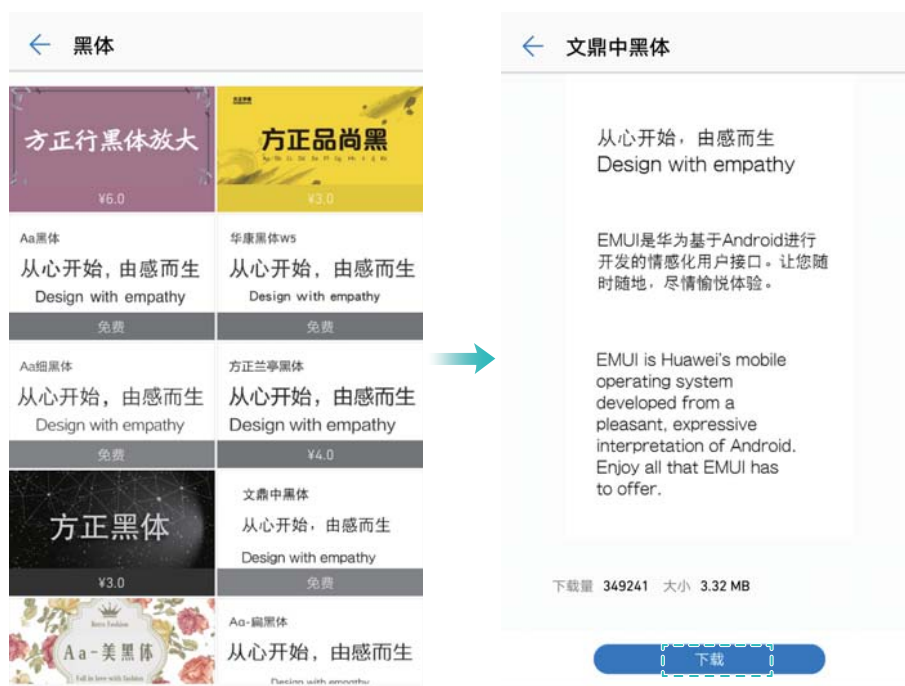 黑体
方正行黑体放大
¥6.0
方正品尚黑
¥3.0
Aa黑体
从心开始, 由感而生
Design with empathy
免费
华康黑体W5
从心开始，由感而生
Design with empathy
免费
Aa细黑体
从心开始，由感而生
Design with empathy
免费
方正兰亭黑体
从心开始，由感而生
Design with empathy
¥4.0
方正黑体
¥3.0
文鼎中黑体
从心开始，由感而生
Design with empathy
免费
Retro Fashion
Aa-美黑体
Fall in love with fashion
Aa-扁黑体
从心开始，由感而生
Design with empathy
文鼎中黑体
从心开始，由感而生
Design with empathy
EMUI是华为基于Android进行
开发的情感化用户接口。让您随
时随地，尽情愉悦体验。
EMUI is Huawei's mobile
operating system
developed from a
pleasant, expressive
interpretation of Android.
Enjoy all that EMUI has
to offer.
下载量 349241 大小 3.32 MB
下载